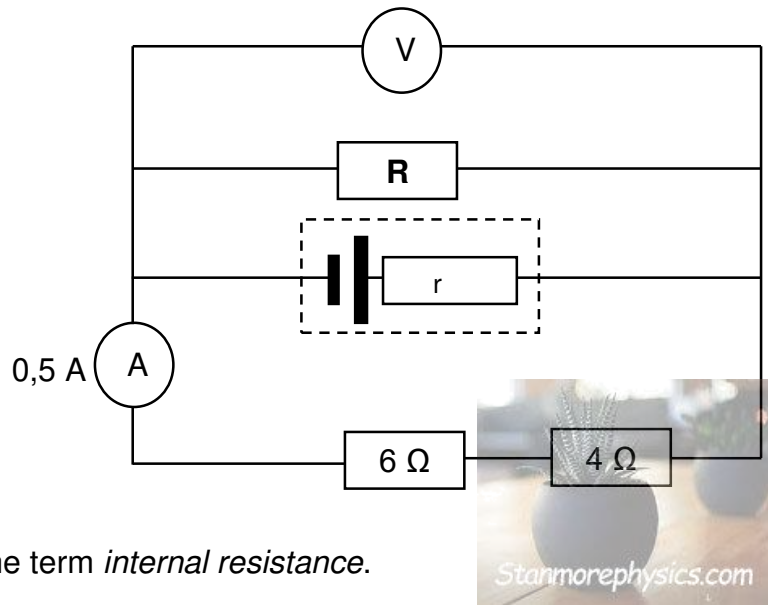 V
R
r
0,5 A A
6 Ω 4 Ω
he term internal resistance.
Stanmorephysics.com